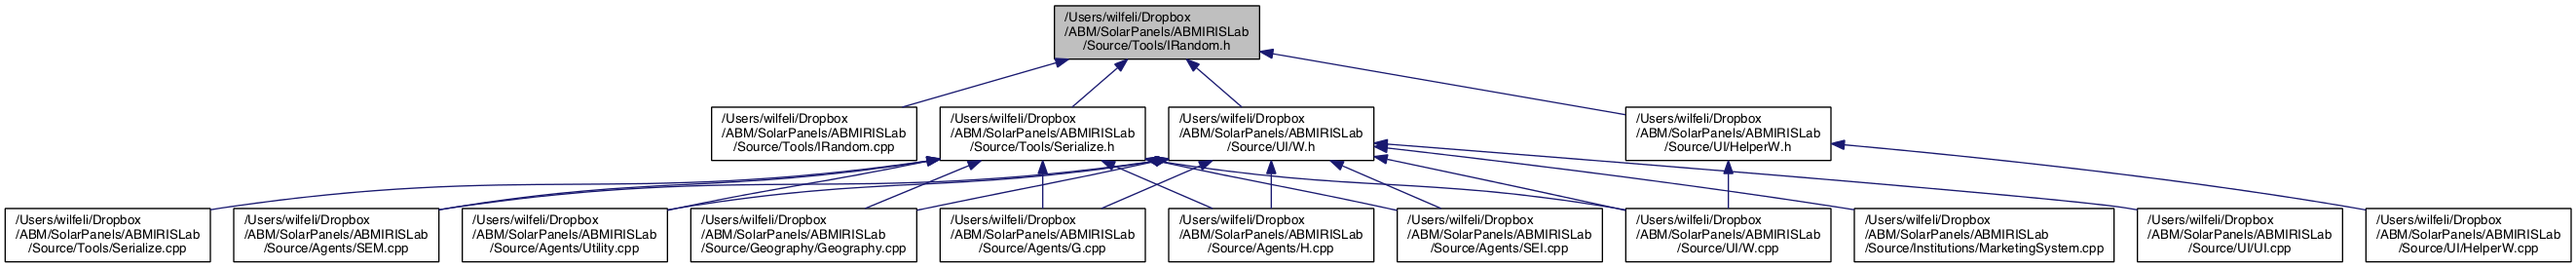 /Users/wilfeli/Dropbox
/ABM/SolarPanels/ABMIRISLab
/Source/Tools/IRandom.h
/Users/wilfeli/Dropbox
/ABM/SolarPanels/ABMIRISLab
/Source/Tools/IRandom.cpp
/Users/wilfeli/Dropbox
/ABM/SolarPanels/ABMIRISLab
/Source/Tools/Serialize.h
/Users/wilfeli/Dropbox
/ABM/SolarPanels/ABMIRISLab
/Source/UI/W.h
/Users/wilfeli/Dropbox
/ABM/SolarPanels/ABMIRISLab
/Source/UI/HelperW.h
/Users/wilfeli/Dropbox
/ABM/SolarPanels/ABMIRISLab
/Source/Tools/Serialize.cpp
/Users/wilfeli/Dropbox
/ABM/SolarPanels/ABMIRISLab
/Source/Agents/SEM.cpp
/Users/wilfeli/Dropbox
/ABM/SolarPanels/ABMIRISLab
/Source/Agents/Utility.cpp
/Users/wilfeli/Dropbox
/ABM/SolarPanels/ABMIRISLab
/Source/Geography/Geography.cpp
/Users/wilfeli/Dropbox
/ABM/SolarPanels/ABMIRISLab
/Source/Agents/G.cpp
/Users/wilfeli/Dropbox
/ABM/SolarPanels/ABMIRISLab
/Source/Agents/H.cpp
/Users/wilfeli/Dropbox
/ABM/SolarPanels/ABMIRISLab
/Source/Agents/SEI.cpp
/Users/wilfeli/Dropbox
/ABM/SolarPanels/ABMIRISLab
/Source/UI/W.cpp
/Users/wilfeli/Dropbox
/ABM/SolarPanels/ABMIRISLab
/Source/Institutions/MarketingSystem.cpp
/Users/wilfeli/Dropbox
/ABM/SolarPanels/ABMIRISLab
/Source/UI/UI.cpp
/Users/wilfeli/Dropbox
/ABM/SolarPanels/ABMIRISLab
/Source/UI/HelperW.cpp